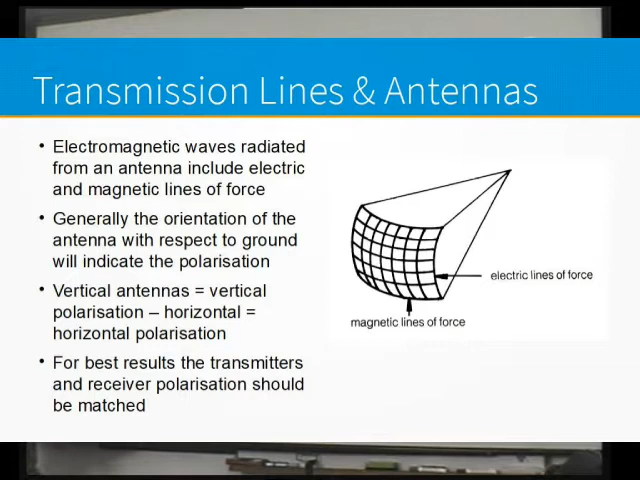 Transmission Lines & Antennas
• Electromagnetic waves radiated
from an antenna include electric
and magnetic lines of force
• Generally the orientation of the
antenna with respect to ground
will indicate the polarisation
• Vertical antennas = vertical
polarisation – horizontal =
horizontal polarisation
• For best results the transmitters
and receiver polarisation should
be matched
electric lines of force
magnetic lines of force